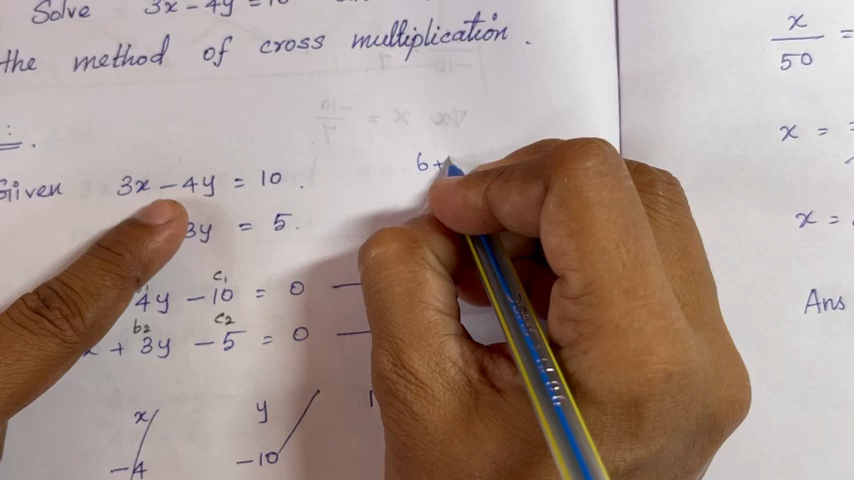 Solve 3x - 4y = 10
the method of cross multiplication.
Given 3x - 4y = 10.
3y = 5.
6+
c₁
4y - 10 = 0
b₂ c₂
x + 3y - 5 = 0
x y 1
-4 -10
x/50 =
x =
x =
Ans